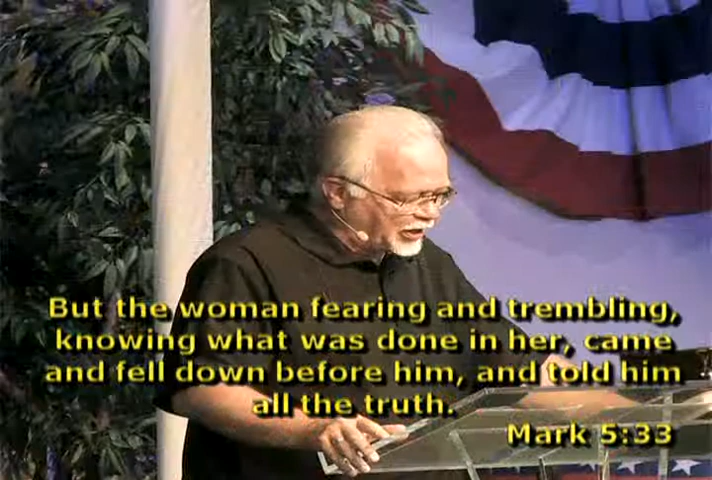 But the woman fearing and trembling,
knowing what was done in her, came
and fell down before him, and told him
all the truth.
Mark 5:33